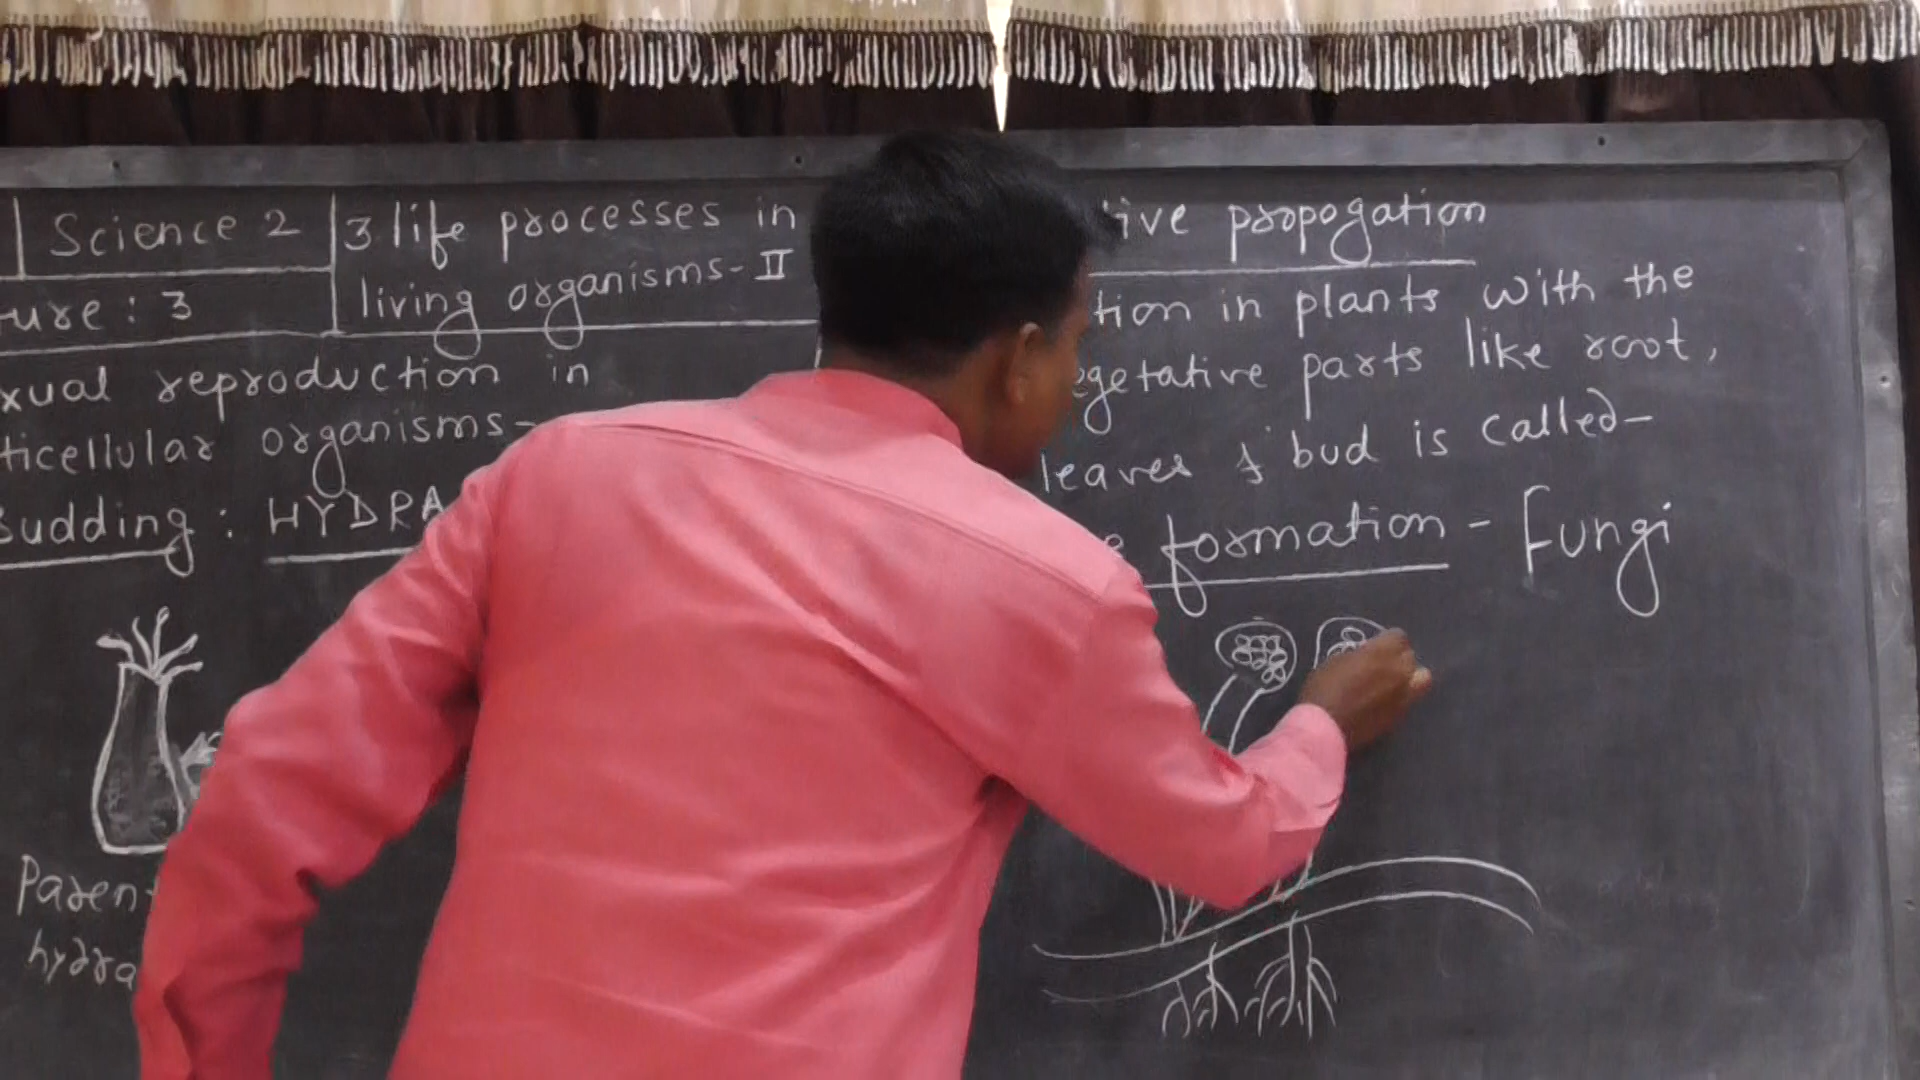 Science 2
3. life processes in
living organisms - II
ure : 3
xual reproduction in
ticellular organisms -
Budding : HYDRA
Paren
hydra
ive propogation
tion in plants with the
egetative parts like root,
leaves & bud is called -
formation - Fungi